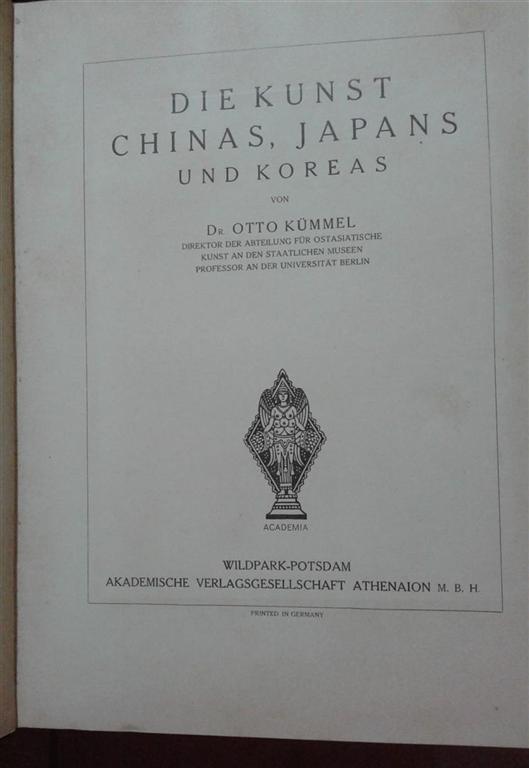 DIE KUNST
CHINAS, JAPANS
UND KOREAS
VON
DR. OTTO KÜMMEL
DIREKTOR DER ABTEILUNG FÜR OSTASIATISCHE
KUNST AN DEN STAATLICHEN MUSEEN
PROFESSOR AN DER UNIVERSITÄT BERLIN
ACADEMIA
WILDPARK-POTSDAM
AKADEMISCHE VERLAGSGESELLSCHAFT ATHENAION M. B. H.
PRINTED IN GERMANY